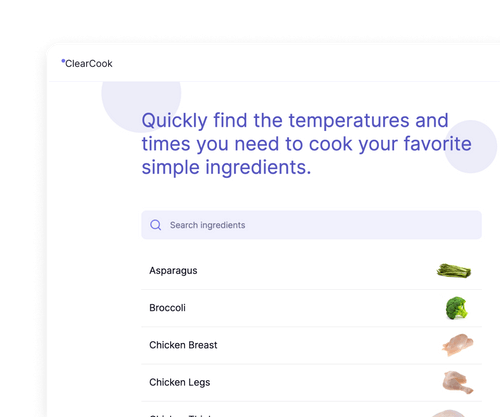 ClearCook
Quickly find the temperatures and
times you need to cook your favorite
simple ingredients.
Search ingredients
Asparagus
Broccoli
Chicken Breast
Chicken Legs